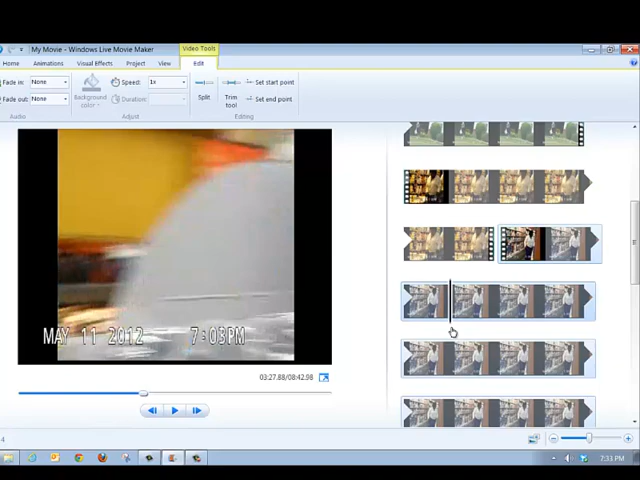 My Movie - Windows Live Movie Maker
Video Tools
Home Animations Visual Effects Project View Edit
Fade in: None
Fade out: None
Audio
Background color
Speed: 1x
Duration:
Adjust
Split
Trim tool
Set start point
Set end point
Editing
MAY 11 2012 7:03PM
03:27.88/08:42.98
4
7:33 PM